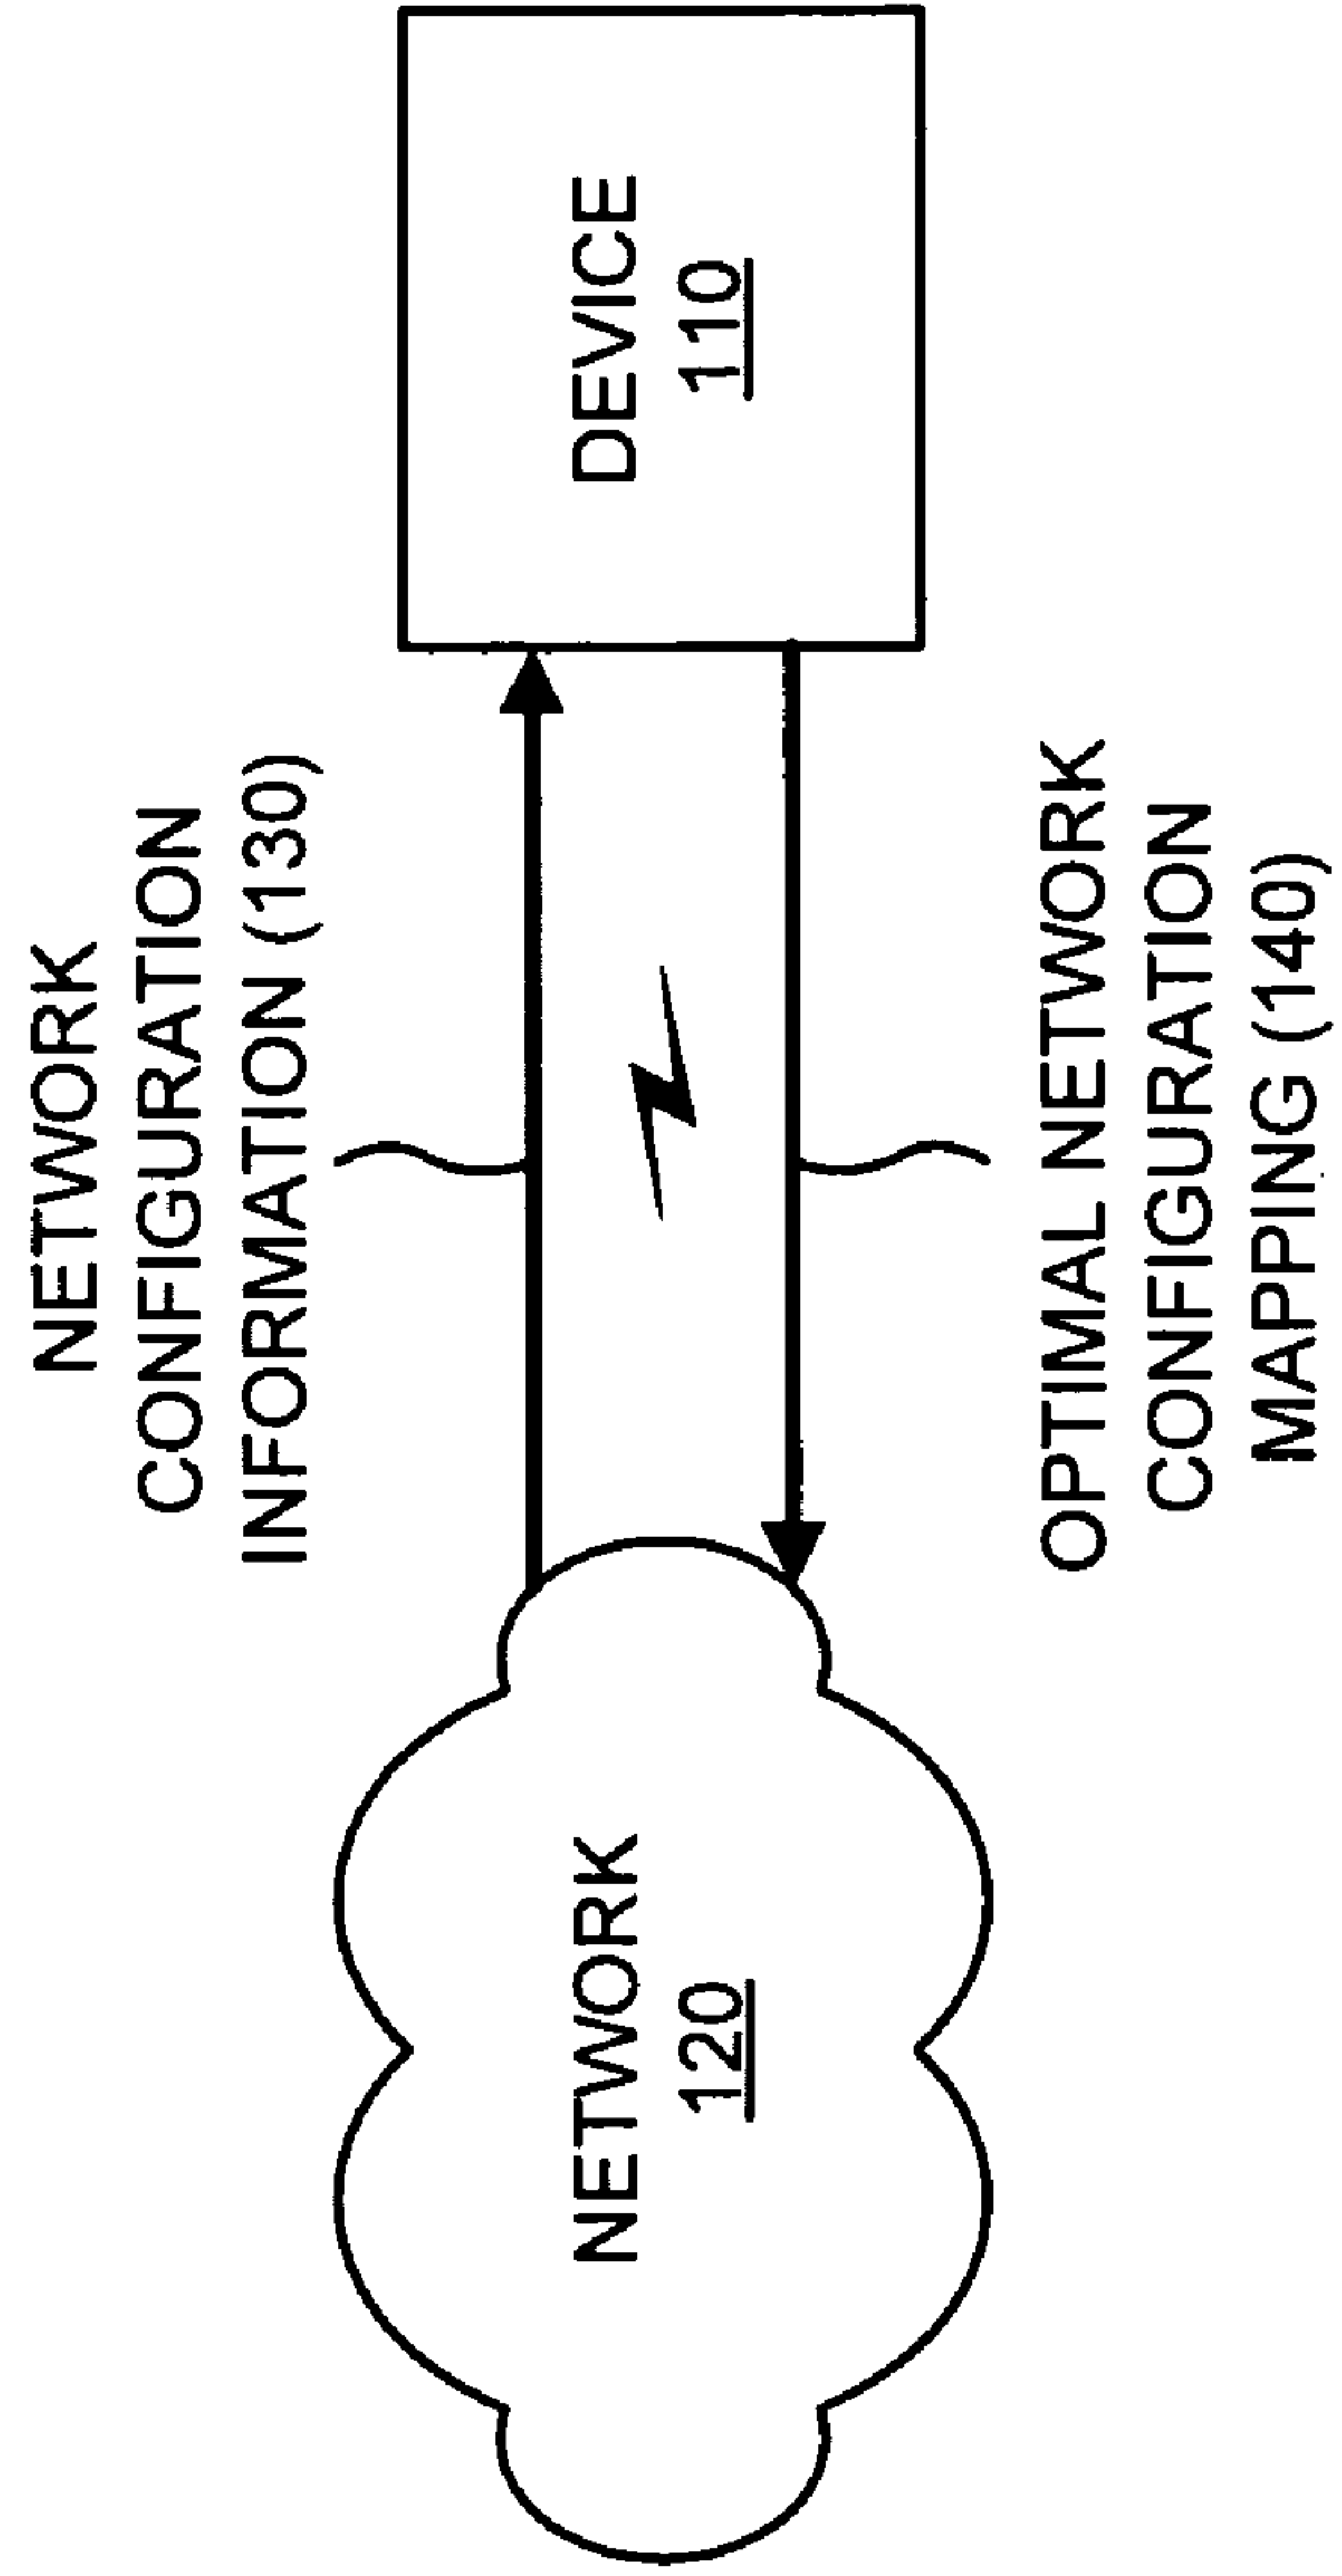 NETWORK
CONFIGURATION
INFORMATION (130)
NETWORK
120
DEVICE
110
OPTIMAL NETWORK
CONFIGURATION
MAPPING (140)